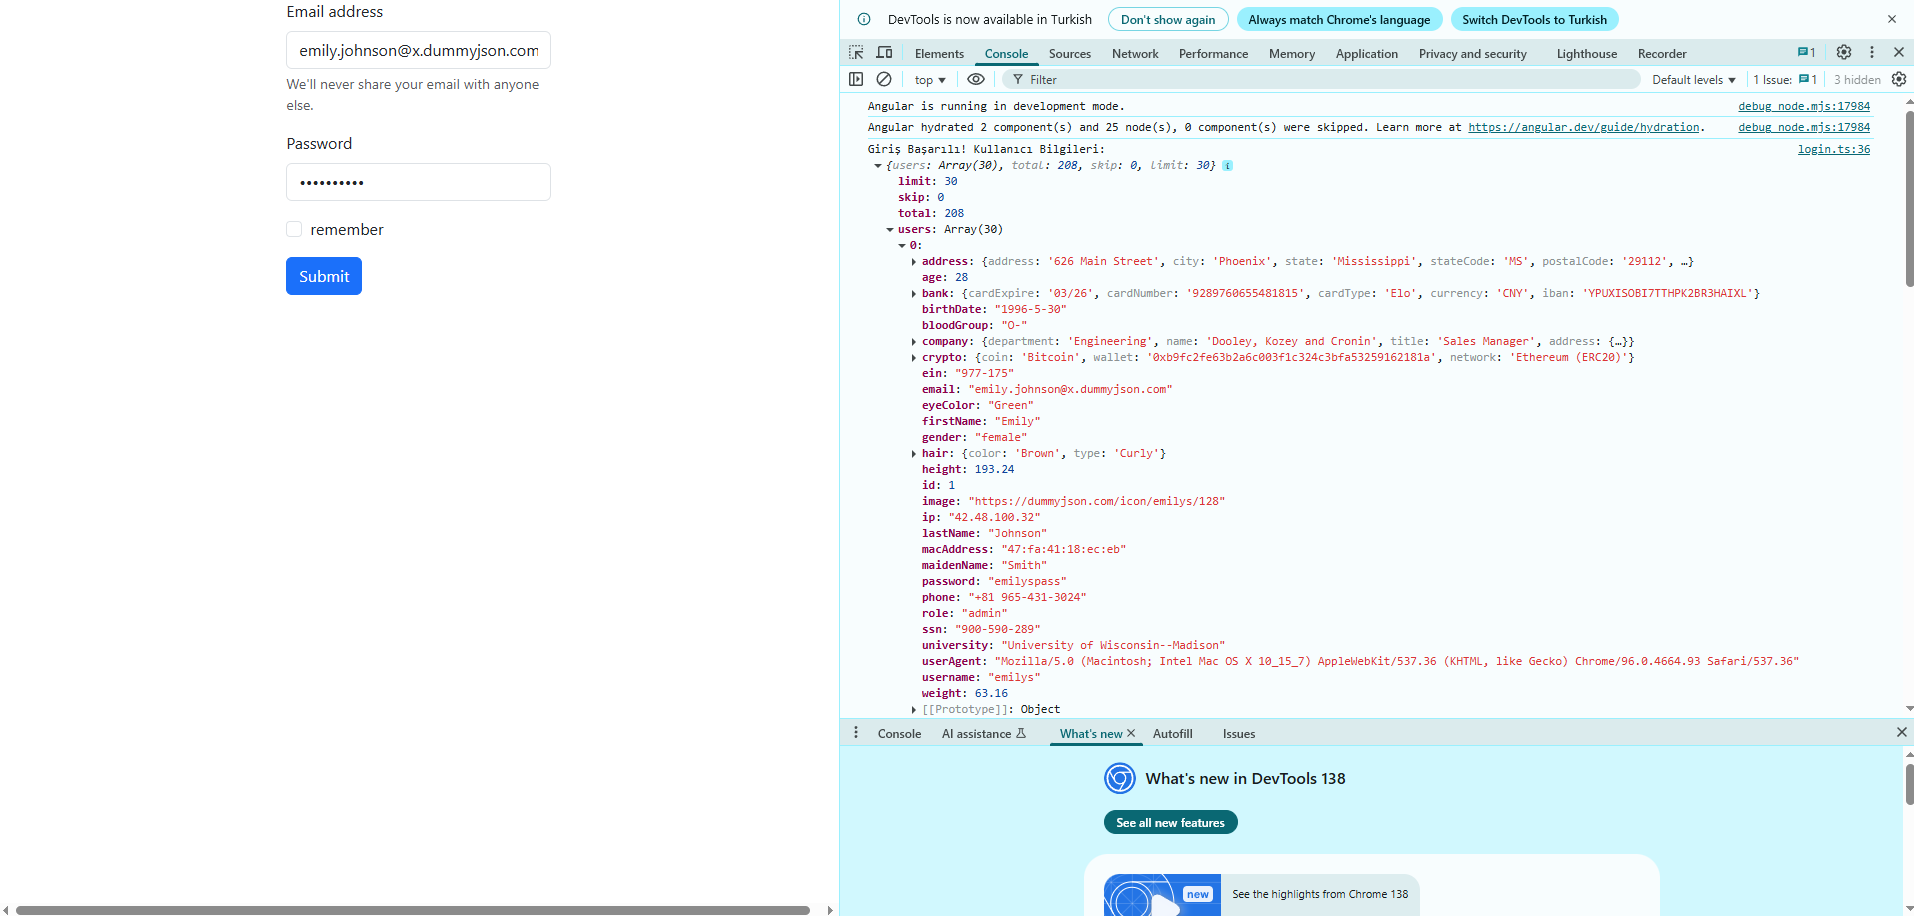 Email address
emily.johnson@x.dummyjson.com
We'll never share your email with anyone
else.
Password
••••••••••
remember
Submit
DevTools is now available in Turkish
Don't show again
Always match Chrome's language
Switch DevTools to Turkish
Elements Console Sources Network Performance Memory Application Privacy and security Lighthouse Recorder 1
top Filter Default levels 1 Issue: 1 3 hidden
Angular is running in development mode. debug_node.mjs:17984
Angular hydrated 2 component(s) and 25 node(s), 0 component(s) were skipped. Learn more at https://angular.dev/guide/hydration. debug_node.mjs:17984
Giriş Başarılı! Kullanıcı Bilgileri: login.ts:36
{users: Array(30), total: 208, skip: 0, limit: 30}
limit: 30
skip: 0
total: 208
users: Array(30)
0:
address: {address: '626 Main Street', city: 'Phoenix', state: 'Mississippi', stateCode: 'MS', postalCode: '29112', …}
age: 28
bank: {cardExpire: '03/26', cardNumber: '9289760655481815', cardType: 'Elo', currency: 'CNY', iban: 'YPUXISOBI7TTHPK2BR3HAIXL'}
birthDate: "1996-5-30"
bloodGroup: "O-"
company: {department: 'Engineering', name: 'Dooley, Kozey and Cronin', title: 'Sales Manager', address: {…}}
crypto: {coin: 'Bitcoin', wallet: '0xb9fc2fe63b2a6c003f1c324c3bfa53259162181a', network: 'Ethereum (ERC20)'}
ein: "977-175"
email: "emily.johnson@x.dummyjson.com"
eyeColor: "Green"
firstName: "Emily"
gender: "female"
hair: {color: 'Brown', type: 'Curly'}
height: 193.24
id: 1
image: "https://dummyjson.com/icon/emilys/128"
ip: "42.48.100.32"
lastName: "Johnson"
macAddress: "47:fa:41:18:ec:eb"
maidenName: "Smith"
password: "emilyspass"
phone: "+81 965-431-3024"
role: "admin"
ssn: "900-590-289"
university: "University of Wisconsin--Madison"
userAgent: "Mozilla/5.0 (Macintosh; Intel Mac OS X 10_15_7) AppleWebKit/537.36 (KHTML, like Gecko) Chrome/96.0.4664.93 Safari/537.36"
username: "emilys"
weight: 63.16
[[Prototype]]: Object
Console AI assistance What's new Autofill Issues
What's new in DevTools 138
See all new features
new
See the highlights from Chrome 138